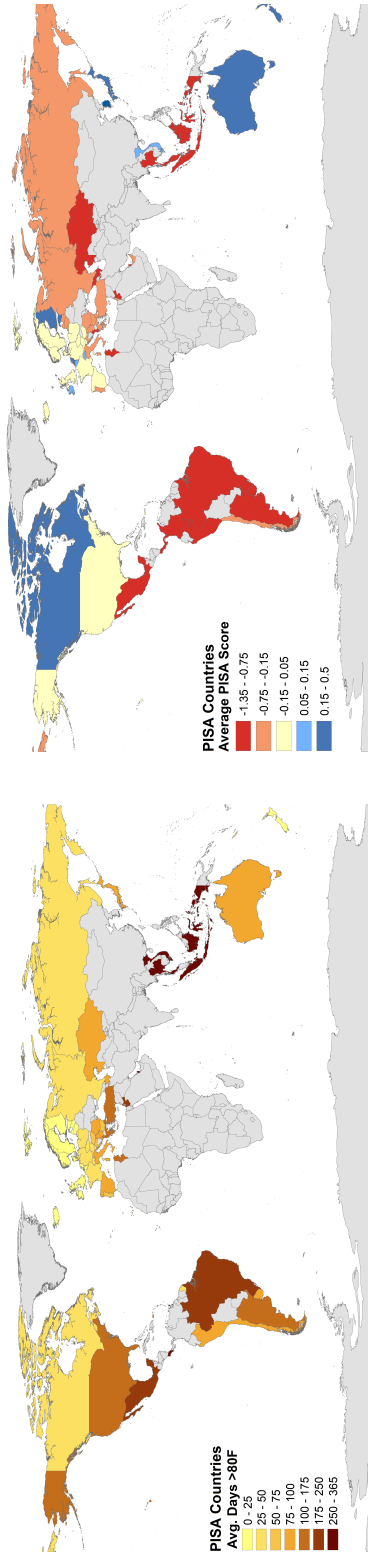 PISA Countries
Average PISA Score
-1.35 - -0.75
-0.75 - -0.15
-0.15 - 0.05
0.05 - 0.15
0.15 - 0.5
PISA Countries
Avg. Days >80F
0 - 25
25 - 50
50 - 75
75 - 100
100 - 175
175 - 250
250 - 365